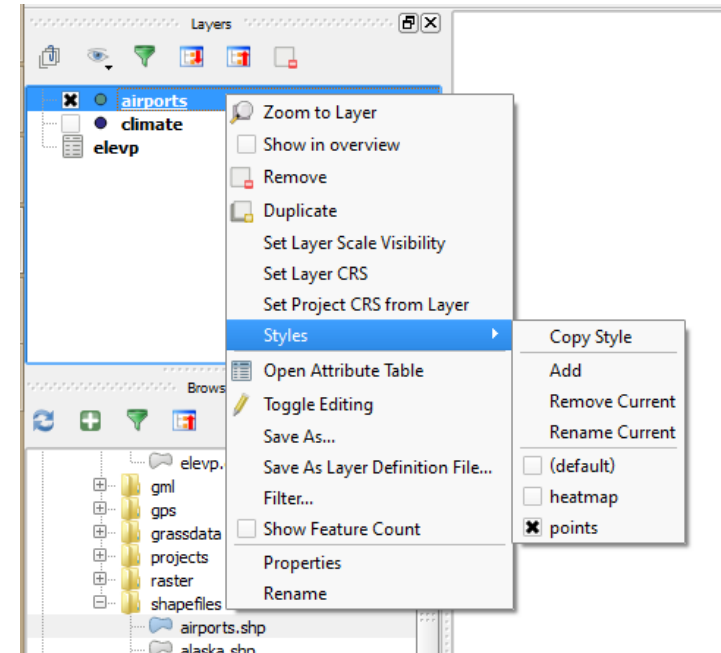 Layers
airports
climate
elevp
Zoom to Layer
Show in overview
Remove
Duplicate
Set Layer Scale Visibility
Set Layer CRS
Set Project CRS from Layer
Styles
Open Attribute Table
Toggle Editing
Save As...
Save As Layer Definition File...
Filter...
Show Feature Count
Properties
Rename
Copy Style
Add
Remove Current
Rename Current
(default)
heatmap
points
Brows
elevp.
gml
gps
grassdata
projects
raster
shapefiles
airports.shp
alaska.shp